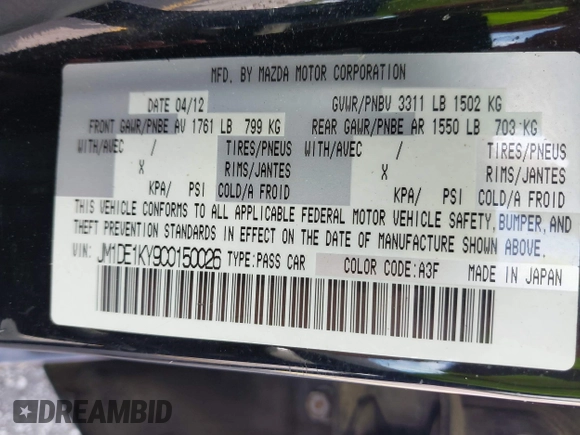 MFD. BY MAZDA MOTOR CORPORATION
DATE 04/12 GVWR/PNBV 3311 LB 1502 KG
FRONT GAWR/PNBE AV 1761 LB 799 KG REAR GAWR/PNBE AR 1550 LB 703 KG
WITH/AVEC / TIRES/PNEUS WITH/AVEC / TIRES/PNEUS
X RIMS/JANTES X RIMS/JANTES
KPA/ PSI COLD/A FROID KPA/ PSI COLD/A FROID
THIS VEHICLE CONFORMS TO ALL APPLICABLE FEDERAL MOTOR VEHICLE SAFETY, BUMPER, AND
THEFT PREVENTION STANDARDS IN EFFECT ON THE DATE OF MANUFACTURE SHOWN ABOVE.
VIN: JM1DE1KY9C0150026 TYPE:PASS CAR COLOR CODE:A3F MADE IN JAPAN
DREAMBID